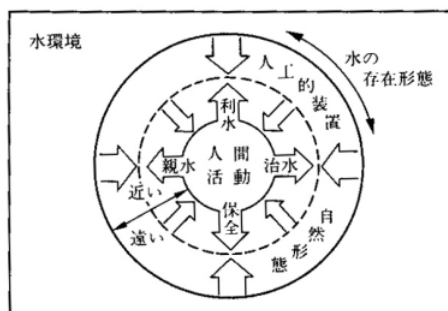 水環境
水の
存在形態
人工的装置
利水
親水
人間
活動
治水
保全
近い
遠い
自然
形態